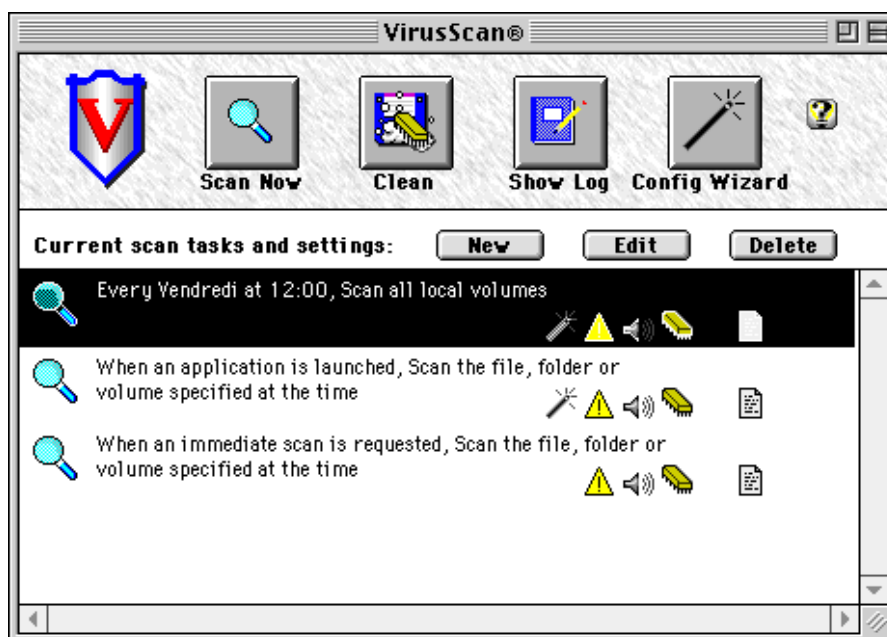 VirusScan®
V
Scan Now
Clean
Show Log
Config Wizard
?
Current scan tasks and settings:
New
Edit
Delete
Every Vendredi at 12:00, Scan all local volumes
When an application is launched, Scan the file, folder or
volume specified at the time
When an immediate scan is requested, Scan the file, folder or
volume specified at the time